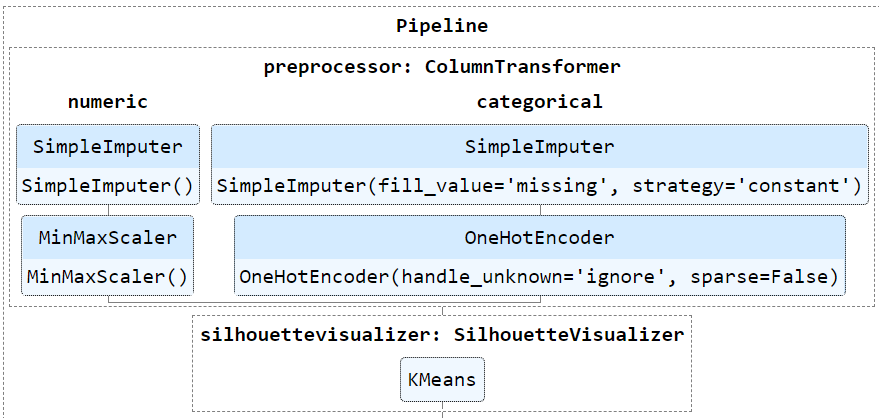 Pipeline
preprocessor: ColumnTransformer
numeric
categorical
SimpleImputer
SimpleImputer
SimpleImputer()
SimpleImputer(fill_value='missing', strategy='constant')
MinMaxScaler
OneHotEncoder
MinMaxScaler()
OneHotEncoder(handle_unknown='ignore', sparse=False)
silhouettevisualizer: SilhouetteVisualizer
KMeans